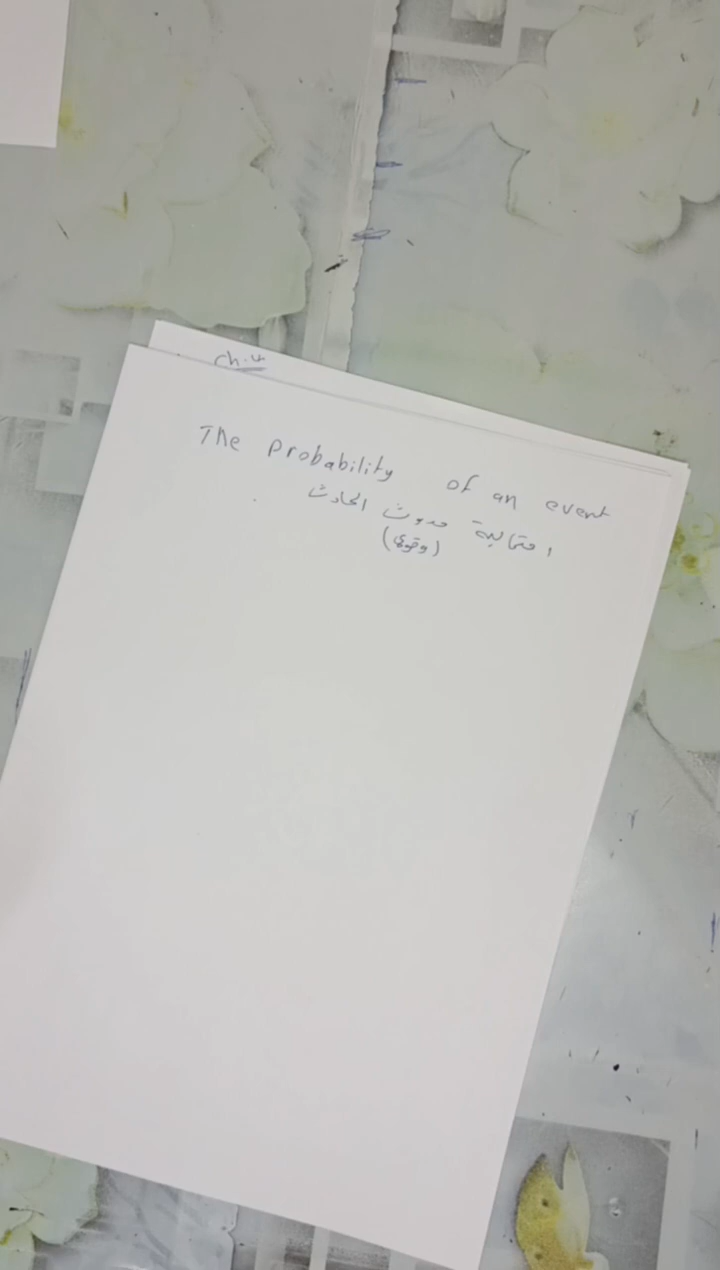 ch.4
The Probability of an event
احتمالية حدوث الحادث
(وقوع)